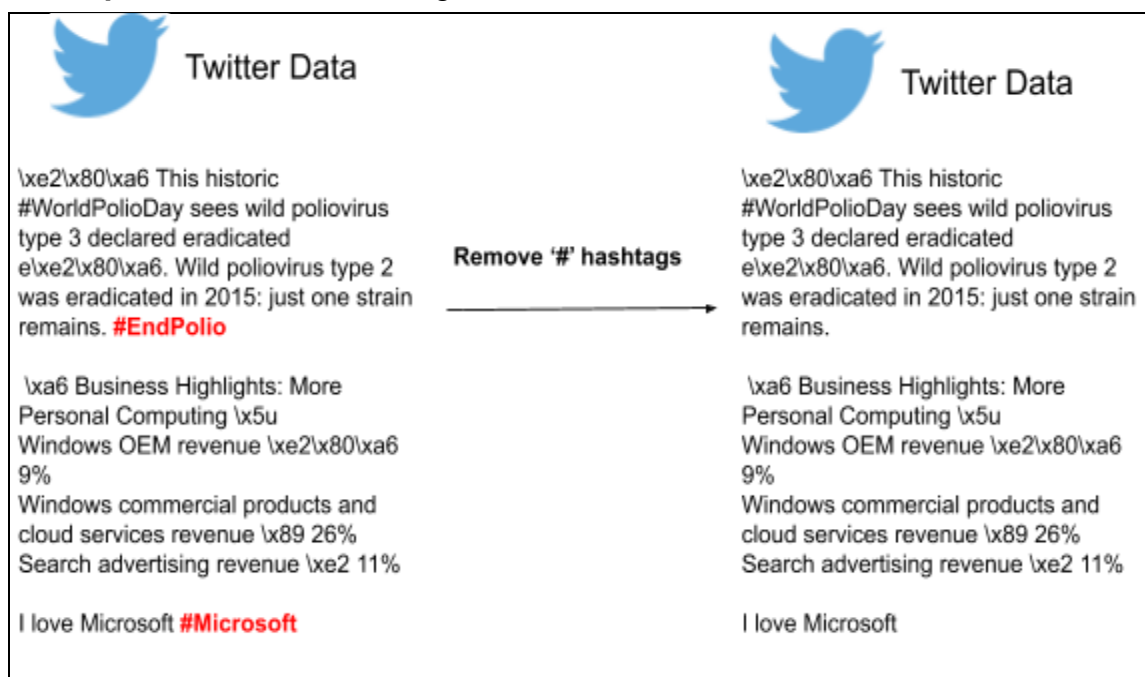 Twitter Data
\xe2\x80\xa6 This historic
#WorldPolioDay sees wild poliovirus
type 3 declared eradicated
e\xe2\x80\xa6. Wild poliovirus type 2
was eradicated in 2015: just one strain
remains. #EndPolio
\xa6 Business Highlights: More
Personal Computing \x5u
Windows OEM revenue \xe2\x80\xa6
9%
Windows commercial products and
cloud services revenue \x89 26%
Search advertising revenue \xe2 11%
I love Microsoft #Microsoft
Remove ‘#’ hashtags
Twitter Data
\xe2\x80\xa6 This historic
#WorldPolioDay sees wild poliovirus
type 3 declared eradicated
e\xe2\x80\xa6. Wild poliovirus type 2
was eradicated in 2015: just one strain
remains.
\xa6 Business Highlights: More
Personal Computing \x5u
Windows OEM revenue \xe2\x80\xa6
9%
Windows commercial products and
cloud services revenue \x89 26%
Search advertising revenue \xe2 11%
I love Microsoft